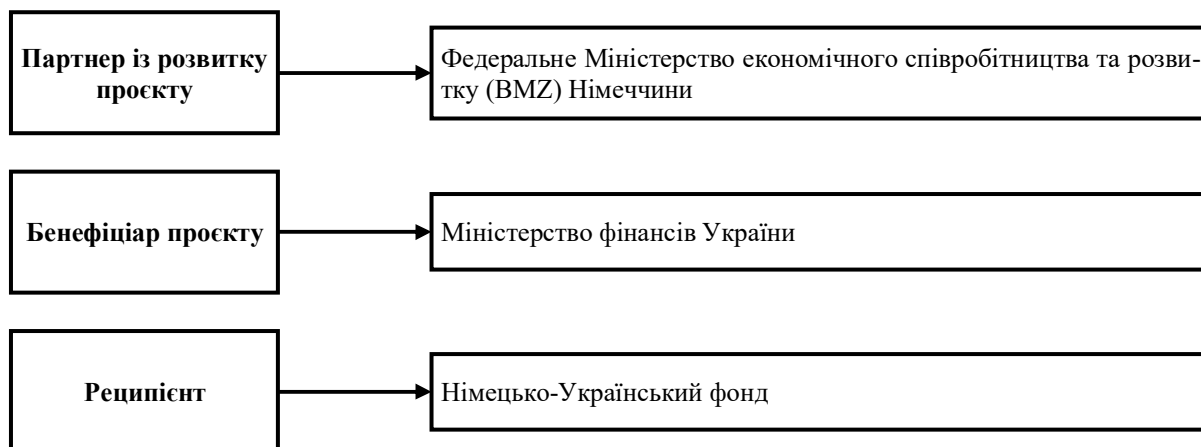 Партнер із розвитку
проєкту
Федеральне Міністерство економічного співробітництва та розви-
тку (BMZ) Німеччини
Бенефіціар проєкту
Міністерство фінансів України
Реципієнт
Німецько-Український фонд